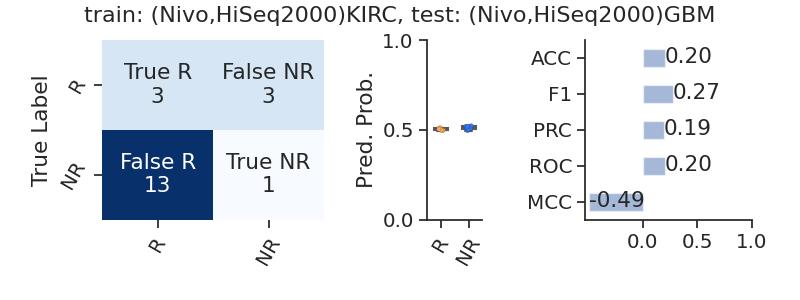 train: (Nivo,HiSeq2000)KIRC, test: (Nivo,HiSeq2000)GBM
True Label
R
NR
True R
3
False NR
3
False R
13
True NR
1
R
NR
Pred. Prob.
1.0
0.5
0.0
R
NR
ACC
0.20
F1
0.27
PRC
0.19
ROC
0.20
MCC
-0.49
0.0
0.5
1.0